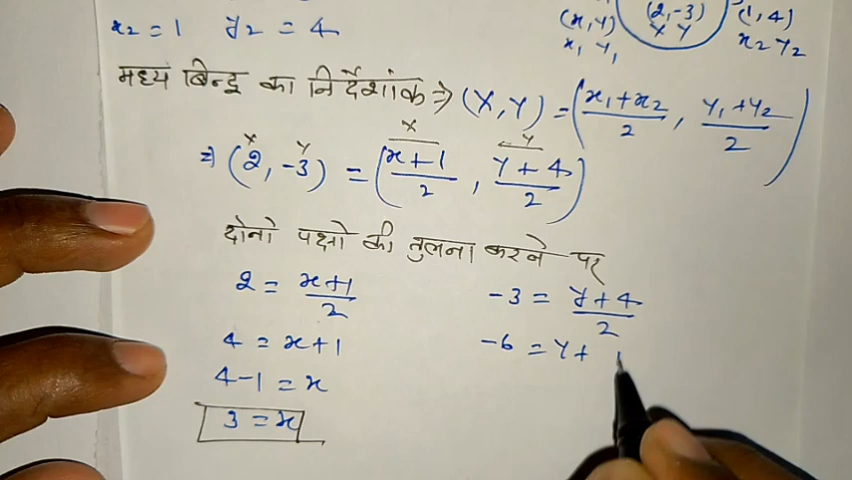 (x,y) (2,-3) (1,4)
x₁ y₁ X Y x₂ y₂
x₂ = 1 y₂ = 4
मध्य बिन्दू का निर्देशांक ⇒ (X, Y) = (x₁+x₂/2, y₁+y₂/2)
X Y X Y
⇒ (2, -3) = (x+1/2, y+4/2)
दोनो पक्षो की तुलना करने पर
2 = x+1/2 -3 = y+4/2
4 = x+1 -6 = y+
4-1 = x
3 = x